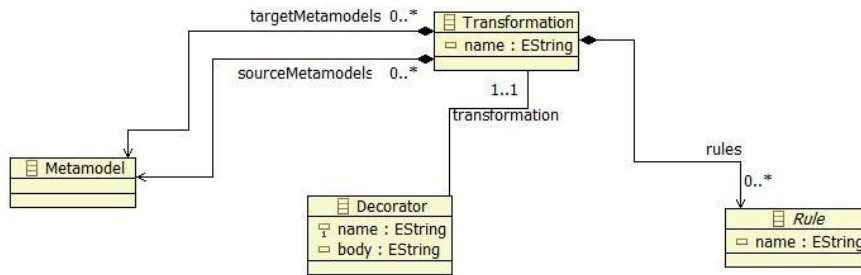 targetMetamodels 0..*
Transformation
name : EString
sourceMetamodels 0..*
1..1
transformation
rules
Metamodel
0..*
Decorator
name : EString
body : EString
Rule
name : EString